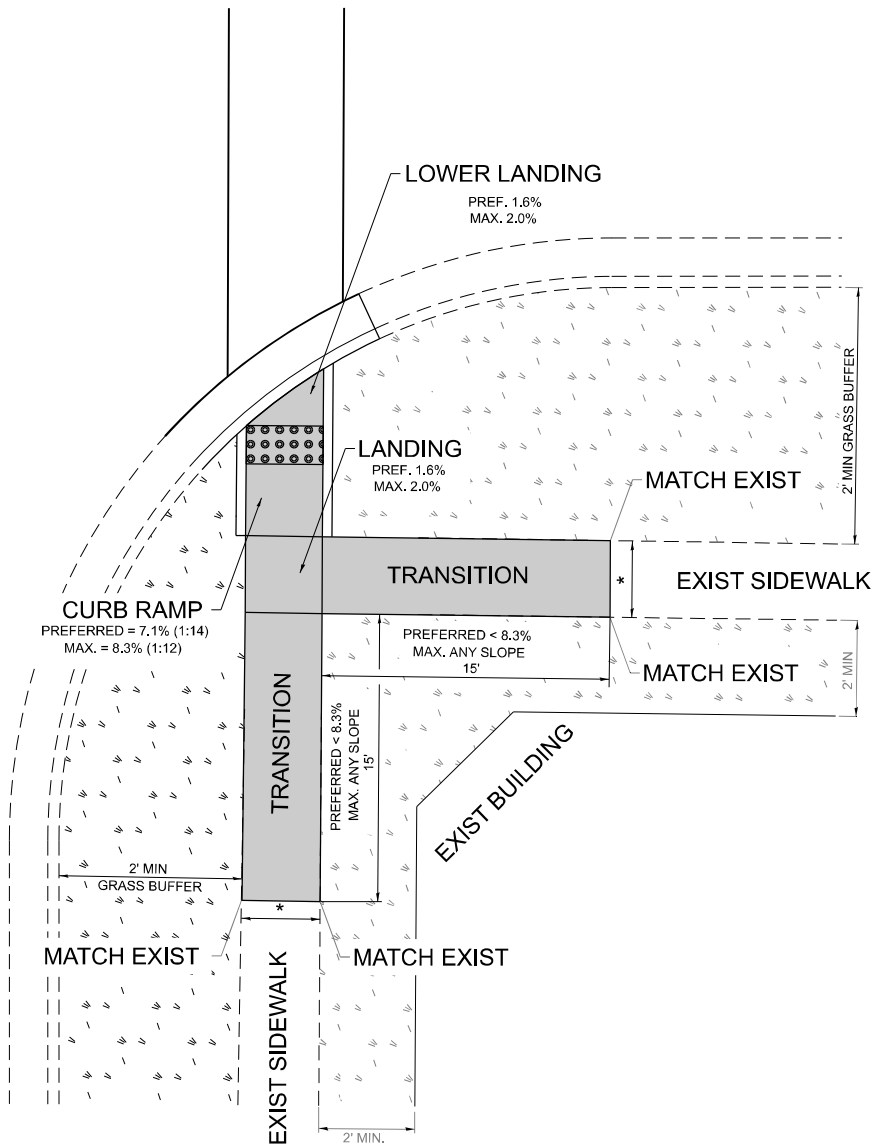 LOWER LANDING
PREF. 1.6%
MAX. 2.0%
2' MIN GRASS BUFFER
LANDING
PREF. 1.6%
MAX. 2.0%
MATCH EXIST
TRANSITION
*
EXIST SIDEWALK
CURB RAMP
PREFERRED = 7.1% (1:14)
MAX. = 8.3% (1:12)
PREFERRED < 8.3%
MAX. ANY SLOPE
15'
MATCH EXIST
2' MIN
TRANSITION
PREFERRED < 8.3%
MAX. ANY SLOPE
15'
EXIST BUILDING
2' MIN
GRASS BUFFER
*
MATCH EXIST
MATCH EXIST
EXIST SIDEWALK
2' MIN.